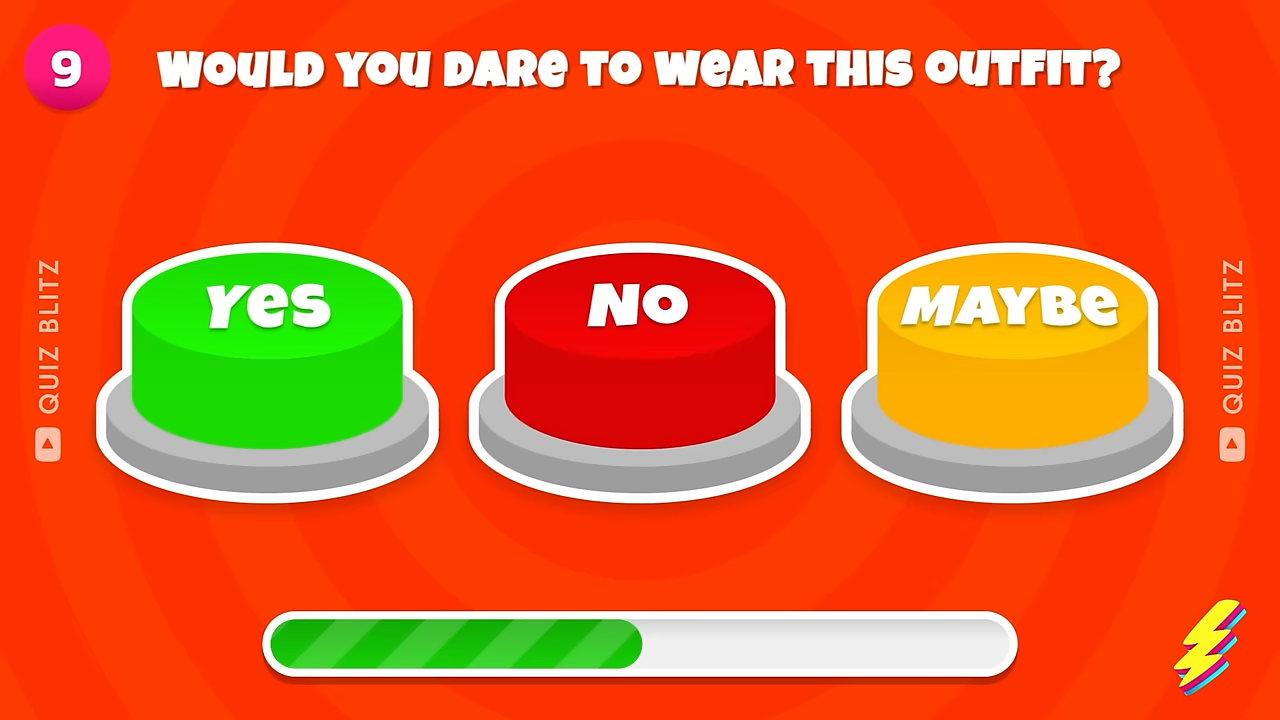 9
WOULD YOU DARE TO WEAR THIS OUTFIT?
YES
NO
MAYBE
QUIZ BLITZ
QUIZ BLITZ